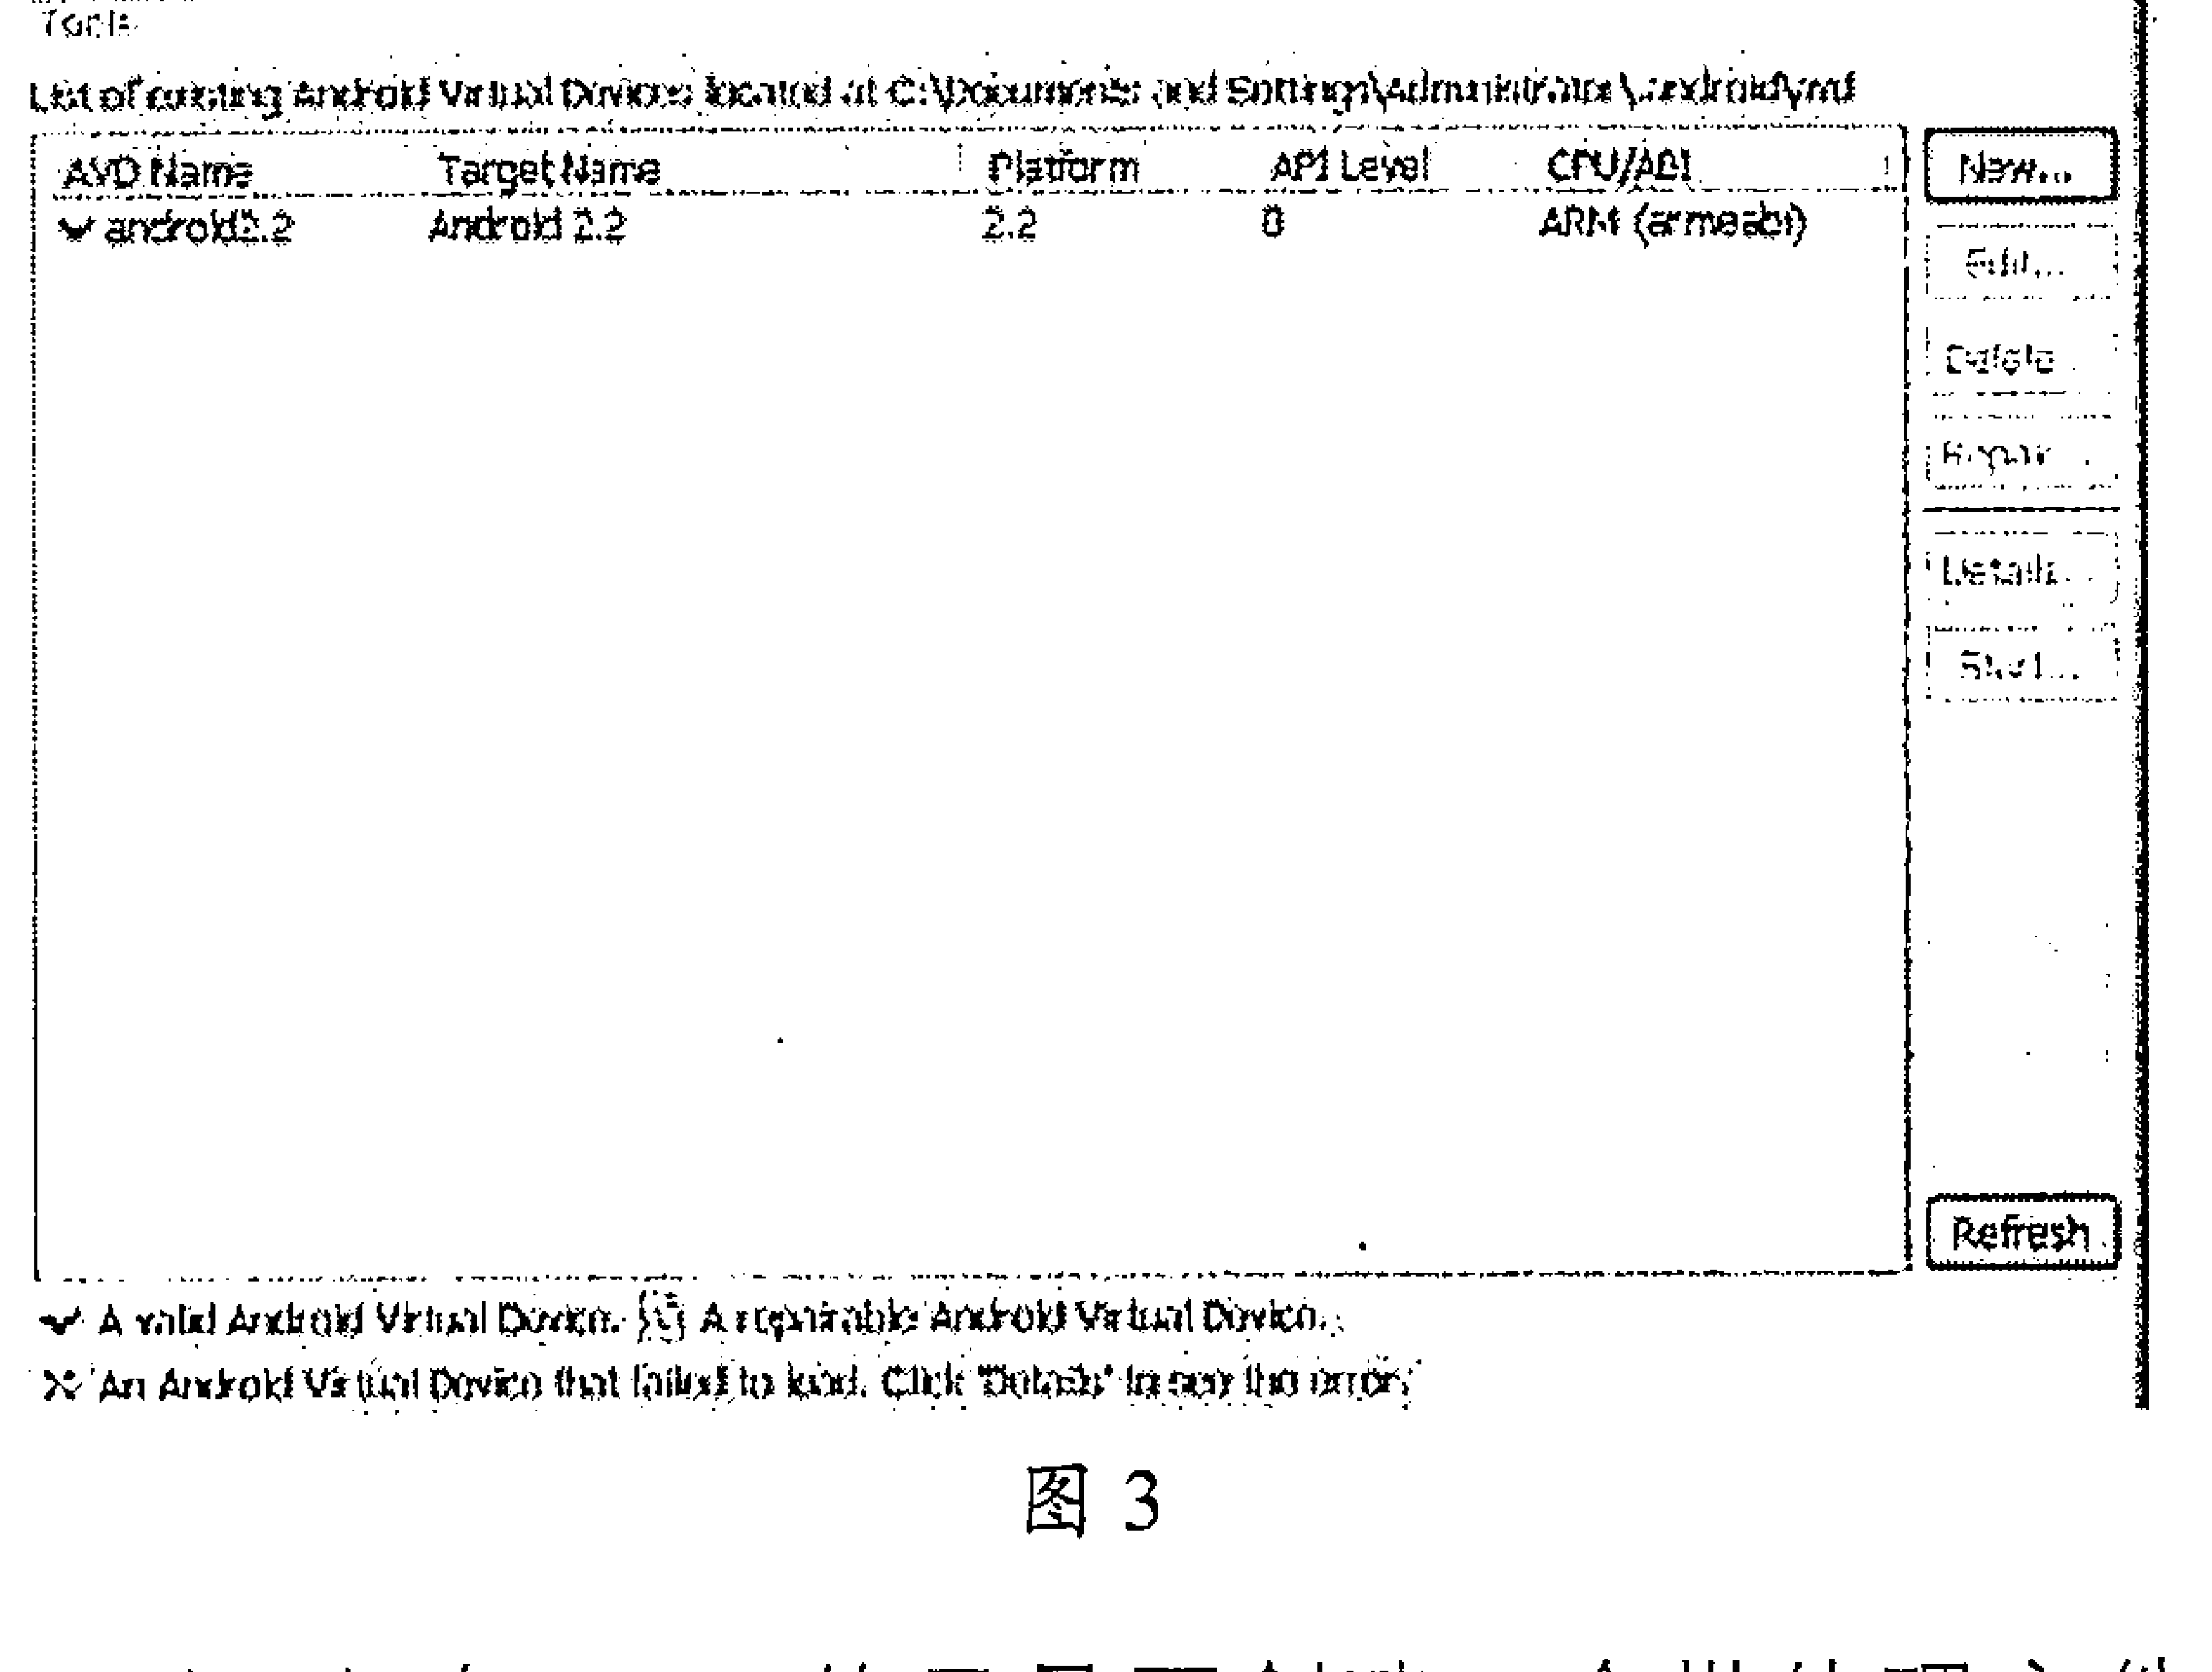 Tools
List of existing Android Virtual Devices located at C:\Documents and Settings\Administrator\.android\avd
AVD Name Target Name Platform API Level CPU/ABI
android2.2 Android 2.2 2.2 8 ARM (armeabi)
New...
Edit...
Delete...
Repair...
Details...
Start...
Refresh
A valid Android Virtual Device. A repairable Android Virtual Device.
An Android Virtual Device that failed to load. Click 'Details' to see the error.
图 3